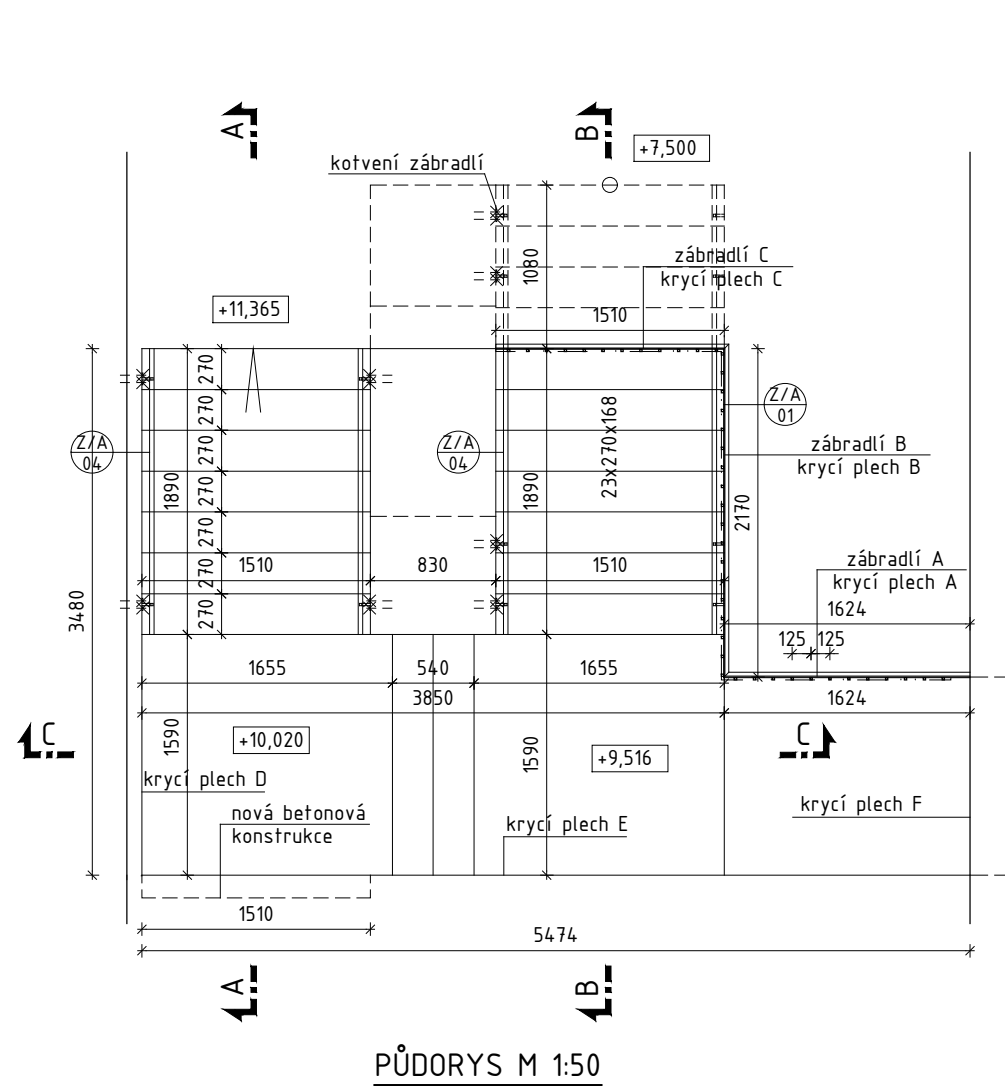 A
B
+7,500
kotvení zábradlí
zábradlí C
krycí plech C
1080
+11,365
1510
270
270
270
270
270
270
270
Z/A
01
23x270x168
Z/A
04
Z/A
04
zábradlí B
krycí plech B
1890
1890
2170
1510
830
1510
zábradlí A
krycí plech A
3480
1624
125
125
1655
540
1655
3850
1624
C
C
1590
1590
+10,020
+9,516
krycí plech D
nová betonová
konstrukce
krycí plech E
krycí plech F
1510
5474
A
B
PŮDORYS M 1:50